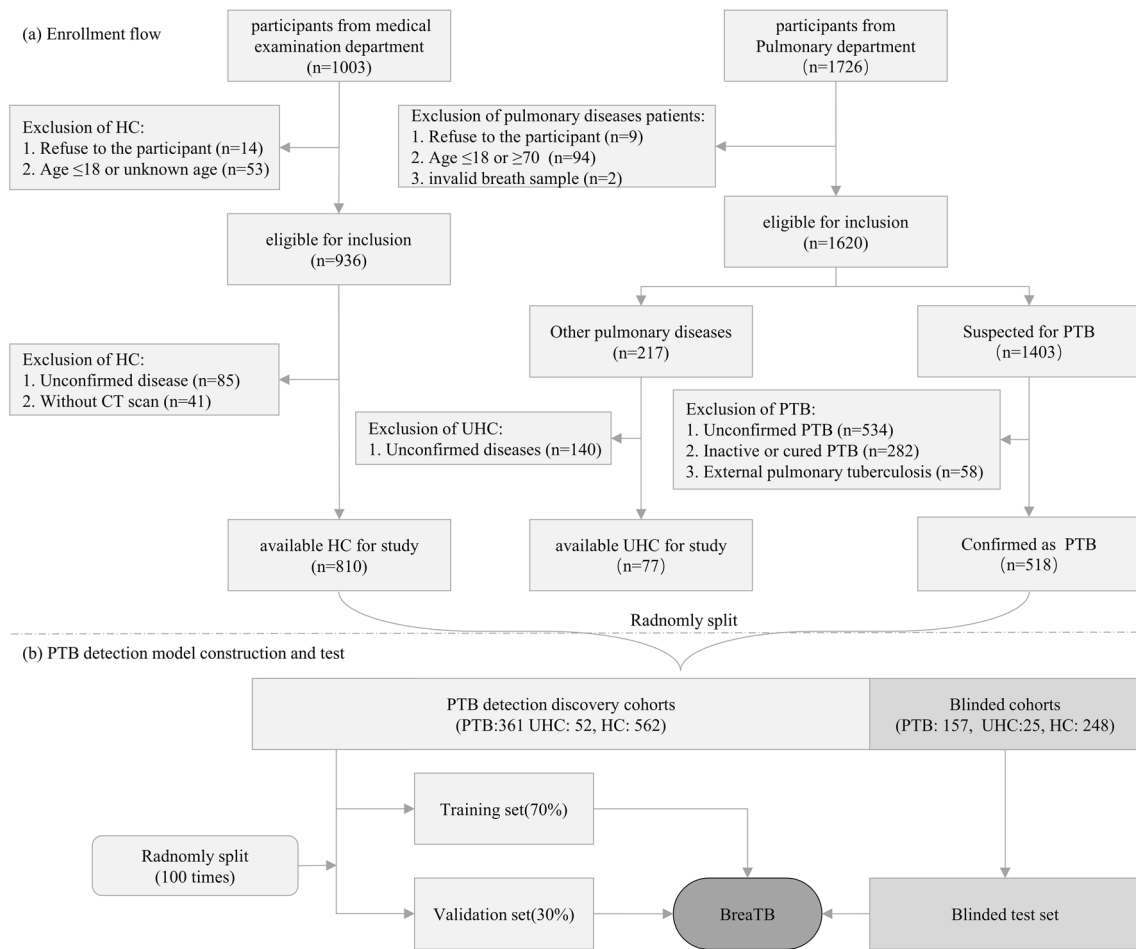 (a) Enrollment flow
participants from medical
examination department
(n=1003)
participants from
Pulmonary department
(n=1726)
Exclusion of HC:
1. Refuse to the participant (n=14)
2. Age ≤18 or unknown age (n=53)
Exclusion of pulmonary diseases patients:
1. Refuse to the participant (n=9)
2. Age ≤18 or ≥70 (n=94)
3. invalid breath sample (n=2)
eligible for inclusion
(n=936)
eligible for inclusion
(n=1620)
Other pulmonary diseases
(n=217)
Suspected for PTB
(n=1403)
Exclusion of HC:
1. Unconfirmed disease (n=85)
2. Without CT scan (n=41)
Exclusion of UHC:
1. Unconfirmed diseases (n=140)
Exclusion of PTB:
1. Unconfirmed PTB (n=534)
2. Inactive or cured PTB (n=282)
3. External pulmonary tuberculosis (n=58)
available HC for study
(n=810)
available UHC for study
(n=77)
Confirmed as PTB
(n=518)
Radnomly split
(b) PTB detection model construction and test
PTB detection discovery cohorts
(PTB:361 UHC: 52, HC: 562)
Blinded cohorts
(PTB: 157, UHC:25, HC: 248)
Training set(70%)
Radnomly split
(100 times)
Validation set(30%)
BreaTB
Blinded test set